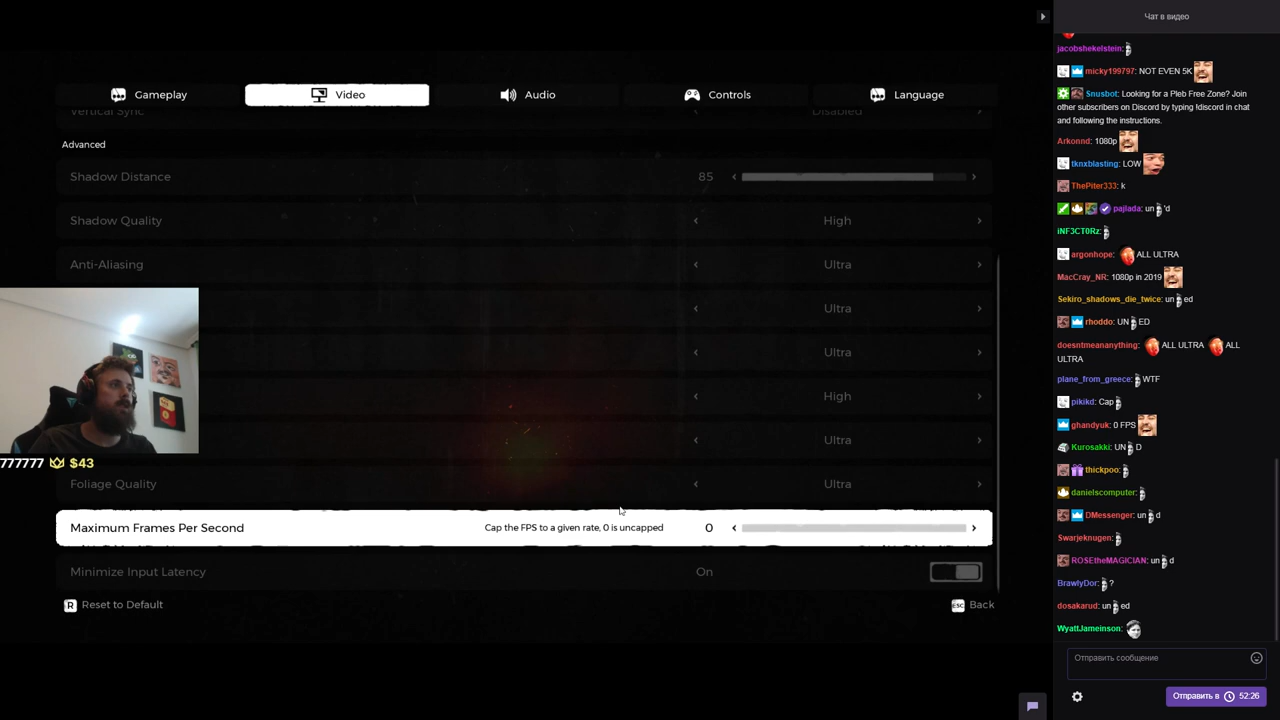 Gameplay
Video
Audio
Controls
Language
Vertical Sync
Disabled
Advanced
Shadow Distance
85
Shadow Quality
High
Anti-Aliasing
Ultra
Ultra
Ultra
High
Ultra
Foliage Quality
Ultra
Maximum Frames Per Second
Cap the FPS to a given rate, 0 is uncapped
0
Minimize Input Latency
On
R Reset to Default
ESC Back
777777 $43
Чат в видео
jacobshekelstein:
micky199797: NOT EVEN 5K
Snusbot: Looking for a Pleb Free Zone? Join
other subscribers on Discord by typing !discord in chat
and following the instructions.
Arkonnd: 1080p
tknxblasting: LOW
ThePiter333: k
pajlada: un 'd
iNF3CT0Rz:
argonhope: ALL ULTRA
MacCray_NR: 1080p in 2019
Sekiro_shadows_die_twice: un ed
rhoddo: UN ED
doesntmeananything: ALL ULTRA ALL
ULTRA
plane_from_greece: WTF
pikikd: Cap
ghandyuk: 0 FPS
Kurosakki: UN D
thickpoo:
danielscomputer:
DMessenger: un d
Swarjeknugen:
ROSEtheMAGICIAN: un d
BrawlyDor: ?
dosakarud: un ed
WyattJameinson:
Отправить сообщение
Отправить в 52:26